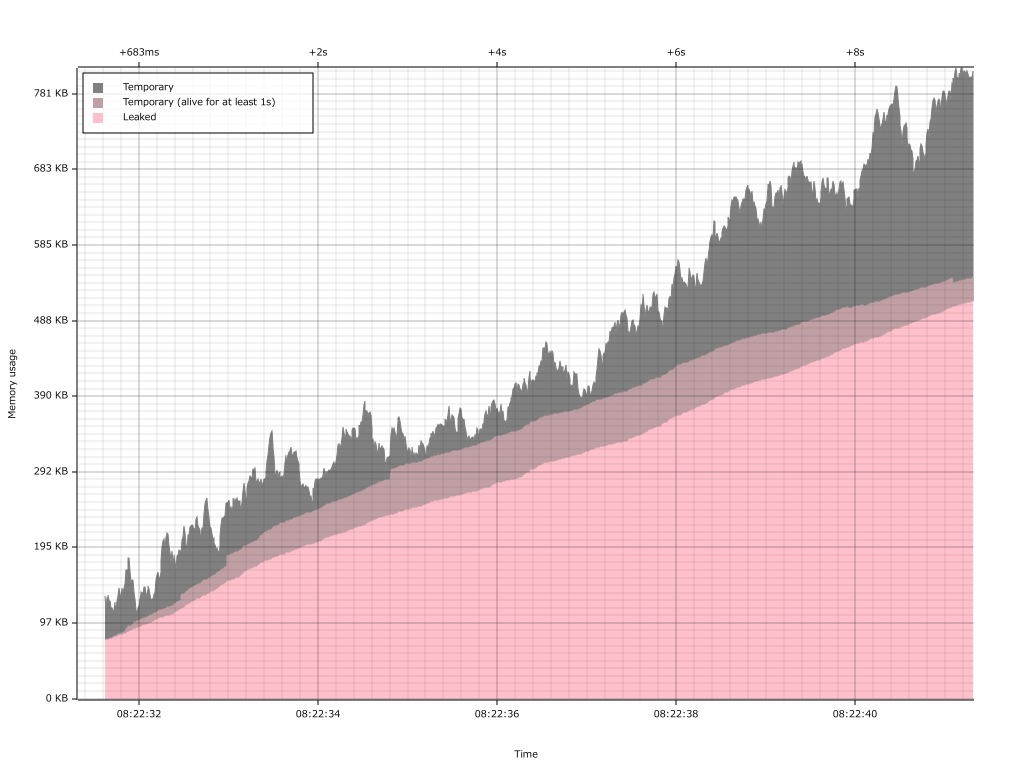 +683ms +2s +4s +6s +8s
Temporary
Temporary (alive for at least 1s)
Leaked
781 KB
683 KB
585 KB
488 KB
390 KB
292 KB
195 KB
97 KB
0 KB
Memory usage
08:22:32 08:22:34 08:22:36 08:22:38 08:22:40
Time